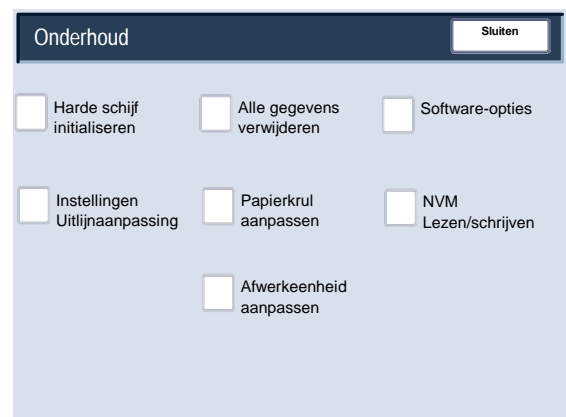 Onderhoud
Sluiten
Harde schijf
initialiseren
Alle gegevens
verwijderen
Software-opties
Instellingen
Uitlijnaanpassing
Papierkrul
aanpassen
NVM
Lezen/schrijven
Afwerkeenheid
aanpassen